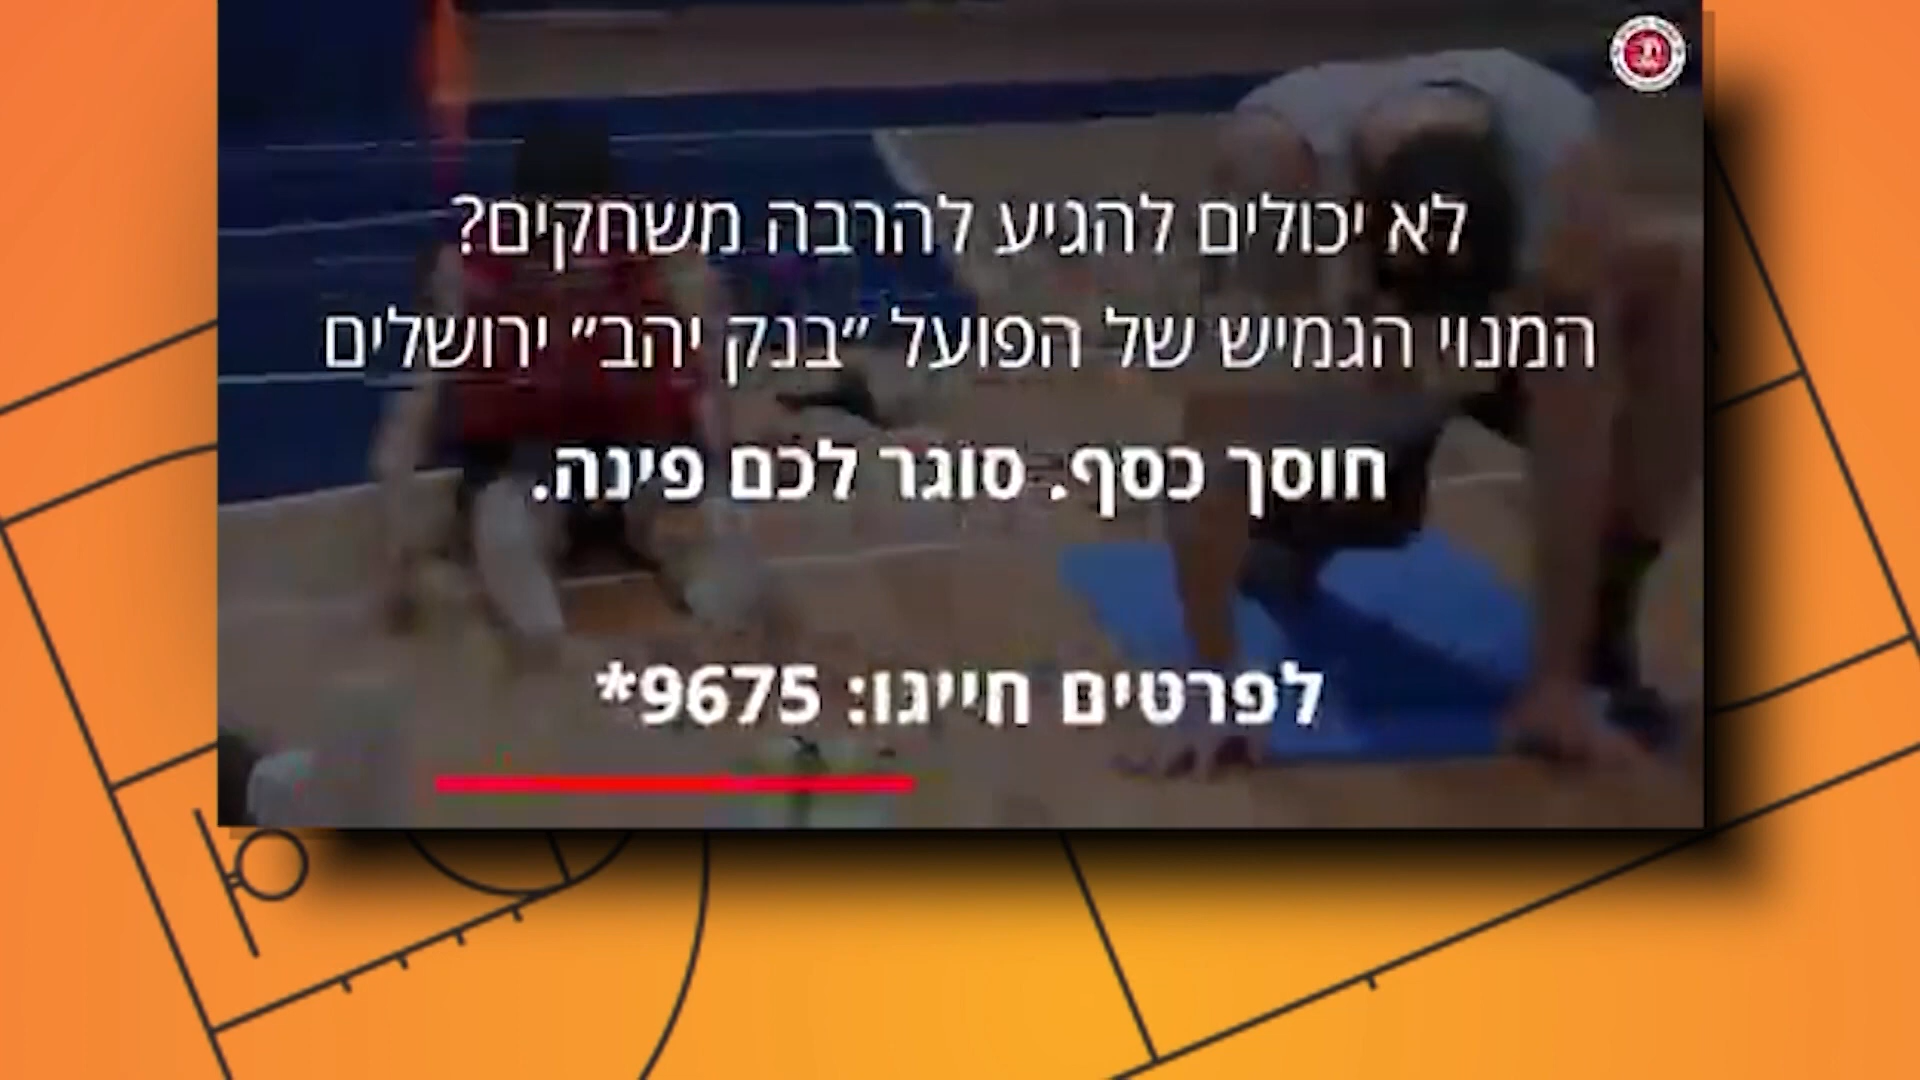 לא יכולים להגיע להרבה משחקים?
המנוי הגמיש של הפועל ״בנק יהב״ ירושלים
חוסך כסף. סוגר לכם פינה.
לפרטים חייגו: 9675*